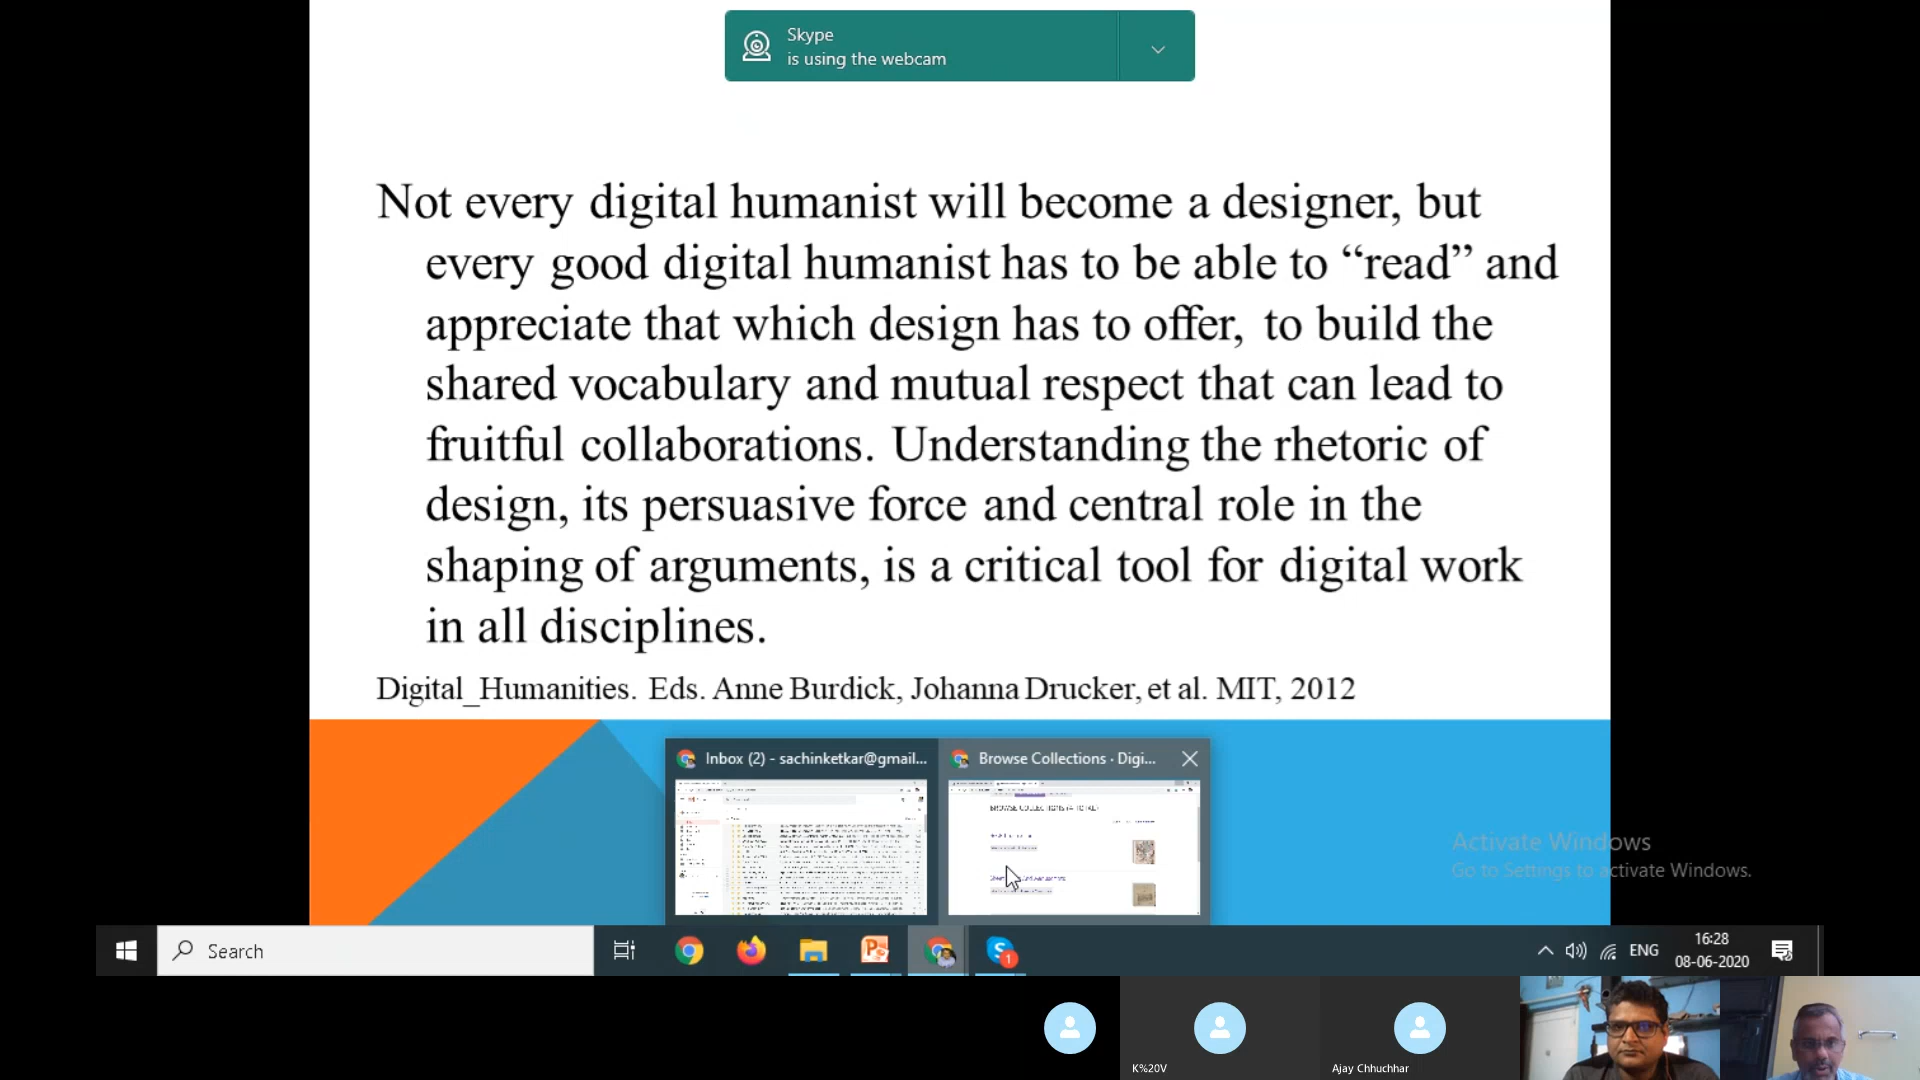 Skype
is using the webcam
Not every digital humanist will become a designer, but
every good digital humanist has to be able to “read” and
appreciate that which design has to offer, to build the
shared vocabulary and mutual respect that can lead to
fruitful collaborations. Understanding the rhetoric of
design, its persuasive force and central role in the
shaping of arguments, is a critical tool for digital work
in all disciplines.
Digital_Humanities. Eds. Anne Burdick, Johanna Drucker, et al. MIT, 2012
Inbox (2) - sachinketkar@gmail...
Browse Collections · Digi...
Activate Windows
Go to Settings to activate Windows.
Search
ENG
16:28
08-06-2020
1
K%20V
Ajay Chhuchhar